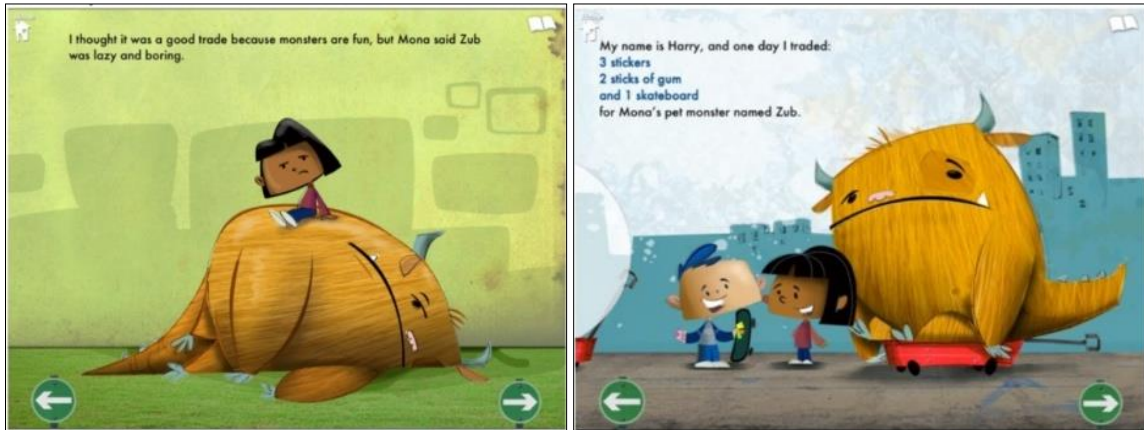 I thought it was a good trade because monsters are fun, but Mona said Zub
was lazy and boring.
My name is Harry, and one day I traded:
3 stickers
2 sticks of gum
and 1 skateboard
for Mona's pet monster named Zub.